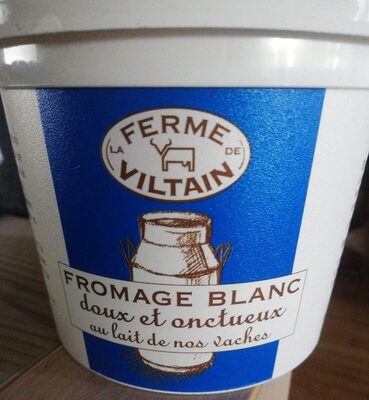 FERME
LA DE
VILTAIN
FROMAGE BLANC
doux et onctueux
au lait de nos vaches